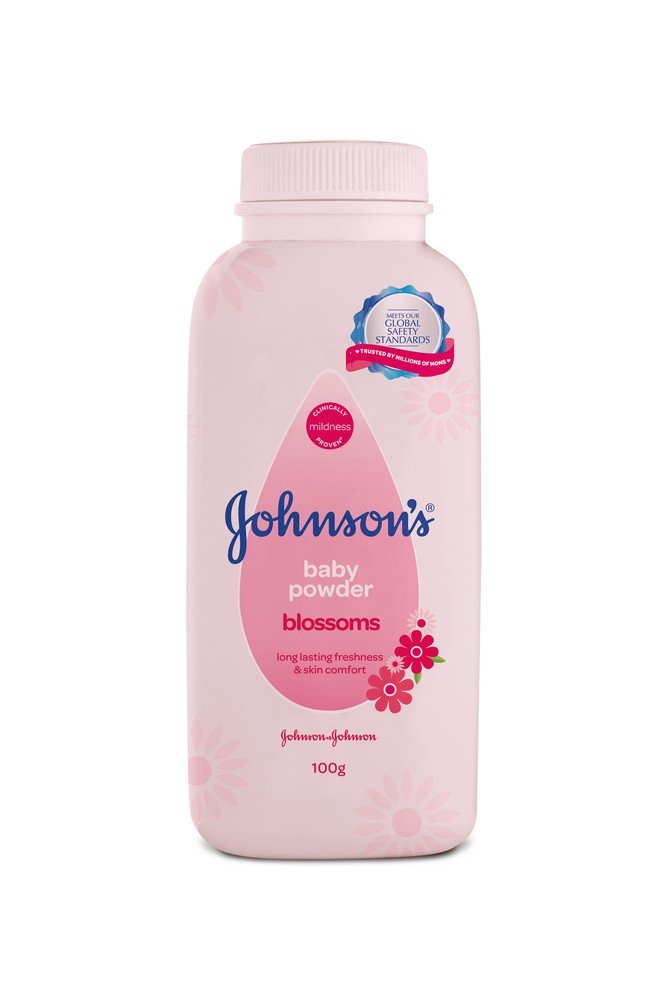 MEETS OUR
GLOBAL
SAFETY
STANDARDS
♥ TRUSTED BY MILLIONS OF MOMS ♥
CLINICALLY
mildness
PROVEN*
Johnson's®
baby
powder
blossoms
long lasting freshness
& skin comfort
Johnson & Johnson
100g